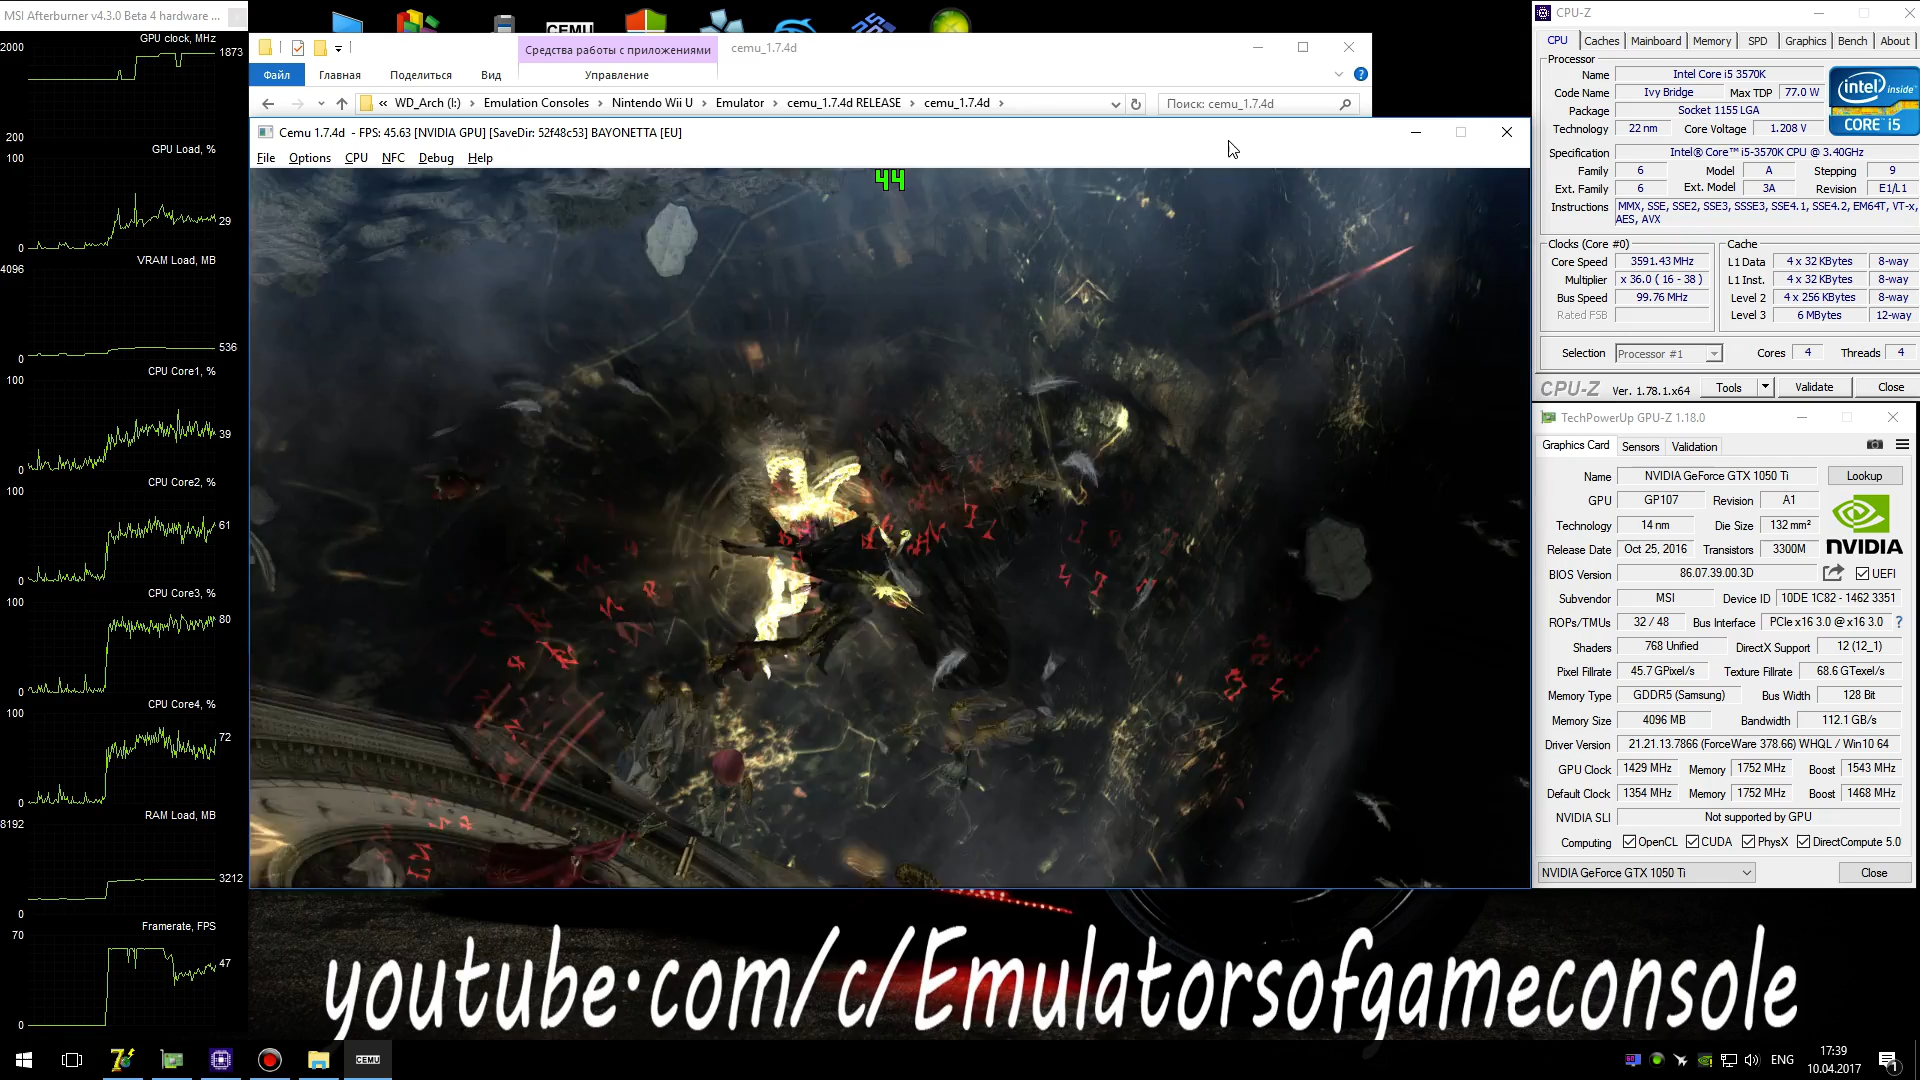 MSI Afterburner v4.3.0 Beta 4 hardware ...
GPU clock, MHz
2000
1873
200
GPU Load, %
100
29
0
VRAM Load, MB
4096
536
0
CPU Core1, %
100
39
0
CPU Core2, %
100
61
0
CPU Core3, %
100
80
0
CPU Core4, %
100
72
0
RAM Load, MB
8192
3212
0
Framerate, FPS
70
47
0
CEMU
Средства работы с приложениями
cemu_1.7.4d
Файл Главная Поделиться Вид Управление
« WD_Arch (I:) > Emulation Consoles > Nintendo Wii U > Emulator > cemu_1.7.4d RELEASE > cemu_1.7.4d >
Поиск: cemu_1.7.4d
Cemu 1.7.4d - FPS: 45.63 [NVIDIA GPU] [SaveDir: 52f48c53] BAYONETTA [EU]
File Options CPU NFC Debug Help
44
youtube.com/c/Emulatorsofgameconsole
CPU-Z
CPU Caches Mainboard Memory SPD Graphics Bench About
Processor
Name Intel Core i5 3570K
Code Name Ivy Bridge Max TDP 77.0 W
Package Socket 1155 LGA
Technology 22 nm Core Voltage 1.208 V
intel inside™
CORE i5
Specification Intel® Core™ i5-3570K CPU @ 3.40GHz
Family 6 Model A Stepping 9
Ext. Family 6 Ext. Model 3A Revision E1/L1
Instructions MMX, SSE, SSE2, SSE3, SSSE3, SSE4.1, SSE4.2, EM64T, VT-x,
AES, AVX
Clocks (Core #0)
Core Speed 3591.43 MHz
Multiplier x 36.0 ( 16 - 38 )
Bus Speed 99.76 MHz
Rated FSB
Cache
L1 Data 4 x 32 KBytes 8-way
L1 Inst. 4 x 32 KBytes 8-way
Level 2 4 x 256 KBytes 8-way
Level 3 6 MBytes 12-way
Selection Processor #1 Cores 4 Threads 4
CPU-Z Ver. 1.78.1.x64 Tools Validate Close
TechPowerUp GPU-Z 1.18.0
Graphics Card Sensors Validation
Name NVIDIA GeForce GTX 1050 Ti Lookup
GPU GP107 Revision A1
Technology 14 nm Die Size 132 mm²
Release Date Oct 25, 2016 Transistors 3300M
NVIDIA
BIOS Version 86.07.39.00.3D UEFI
Subvendor MSI Device ID 10DE 1C82 - 1462 3351
ROPs/TMUs 32 / 48 Bus Interface PCIe x16 3.0 @ x16 3.0 ?
Shaders 768 Unified DirectX Support 12 (12_1)
Pixel Fillrate 45.7 GPixel/s Texture Fillrate 68.6 GTexel/s
Memory Type GDDR5 (Samsung) Bus Width 128 Bit
Memory Size 4096 MB Bandwidth 112.1 GB/s
Driver Version 21.21.13.7866 (ForceWare 378.66) WHQL / Win10 64
GPU Clock 1429 MHz Memory 1752 MHz Boost 1543 MHz
Default Clock 1354 MHz Memory 1752 MHz Boost 1468 MHz
NVIDIA SLI Not supported by GPU
Computing OpenCL CUDA PhysX DirectCompute 5.0
NVIDIA GeForce GTX 1050 Ti Close
CEMU
ENG
17:39
10.04.2017
1